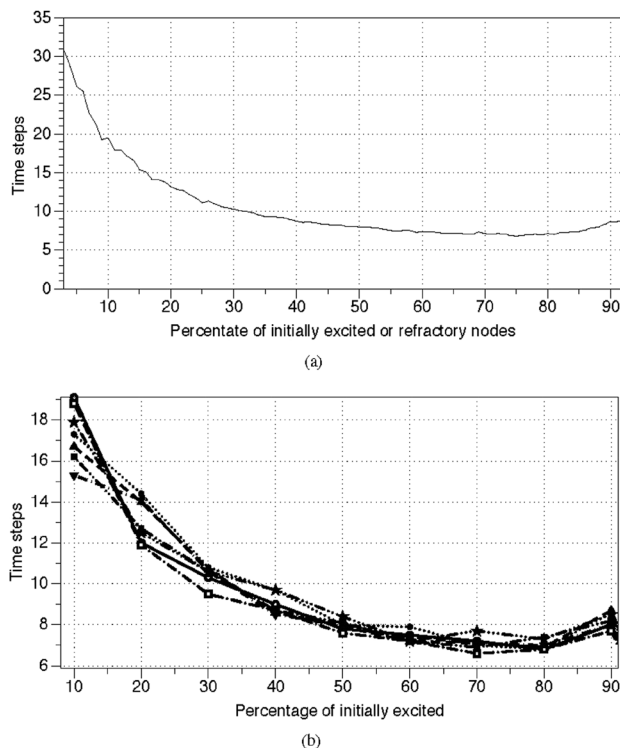 35
30
25
20
15
10
5
0
Time steps
10 20 30 40 50 60 70 80 90
Percentate of initially excited or refractory nodes
(a)
18
16
14
12
10
8
6
Time steps
10 20 30 40 50 60 70 80 90
Percentage of initially excited
(b)